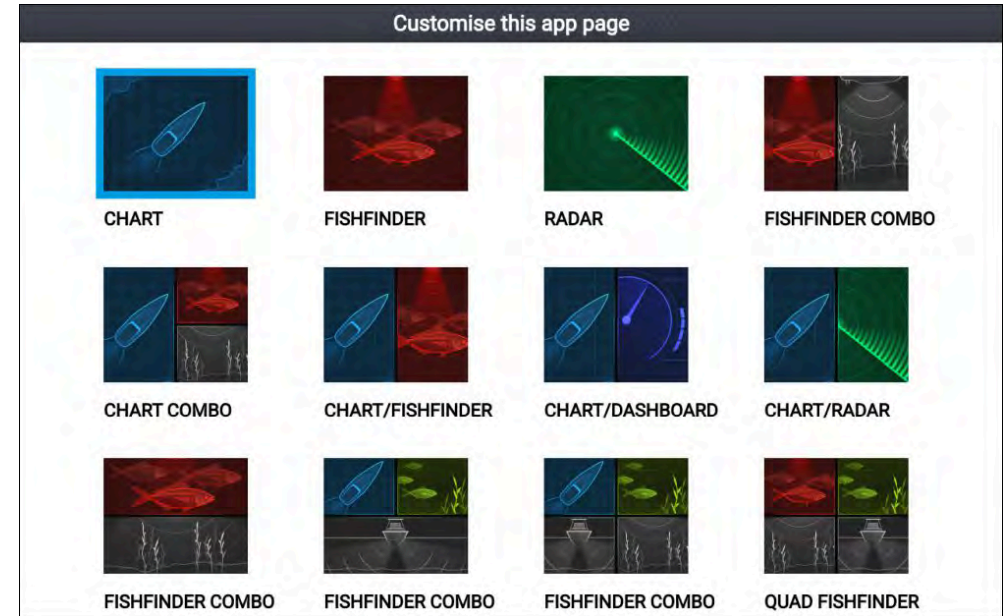 Customise this app page
CHART
FISHFINDER
RADAR
FISHFINDER COMBO
CHART COMBO
CHART/FISHFINDER
CHART/DASHBOARD
CHART/RADAR
FISHFINDER COMBO
FISHFINDER COMBO
FISHFINDER COMBO
QUAD FISHFINDER